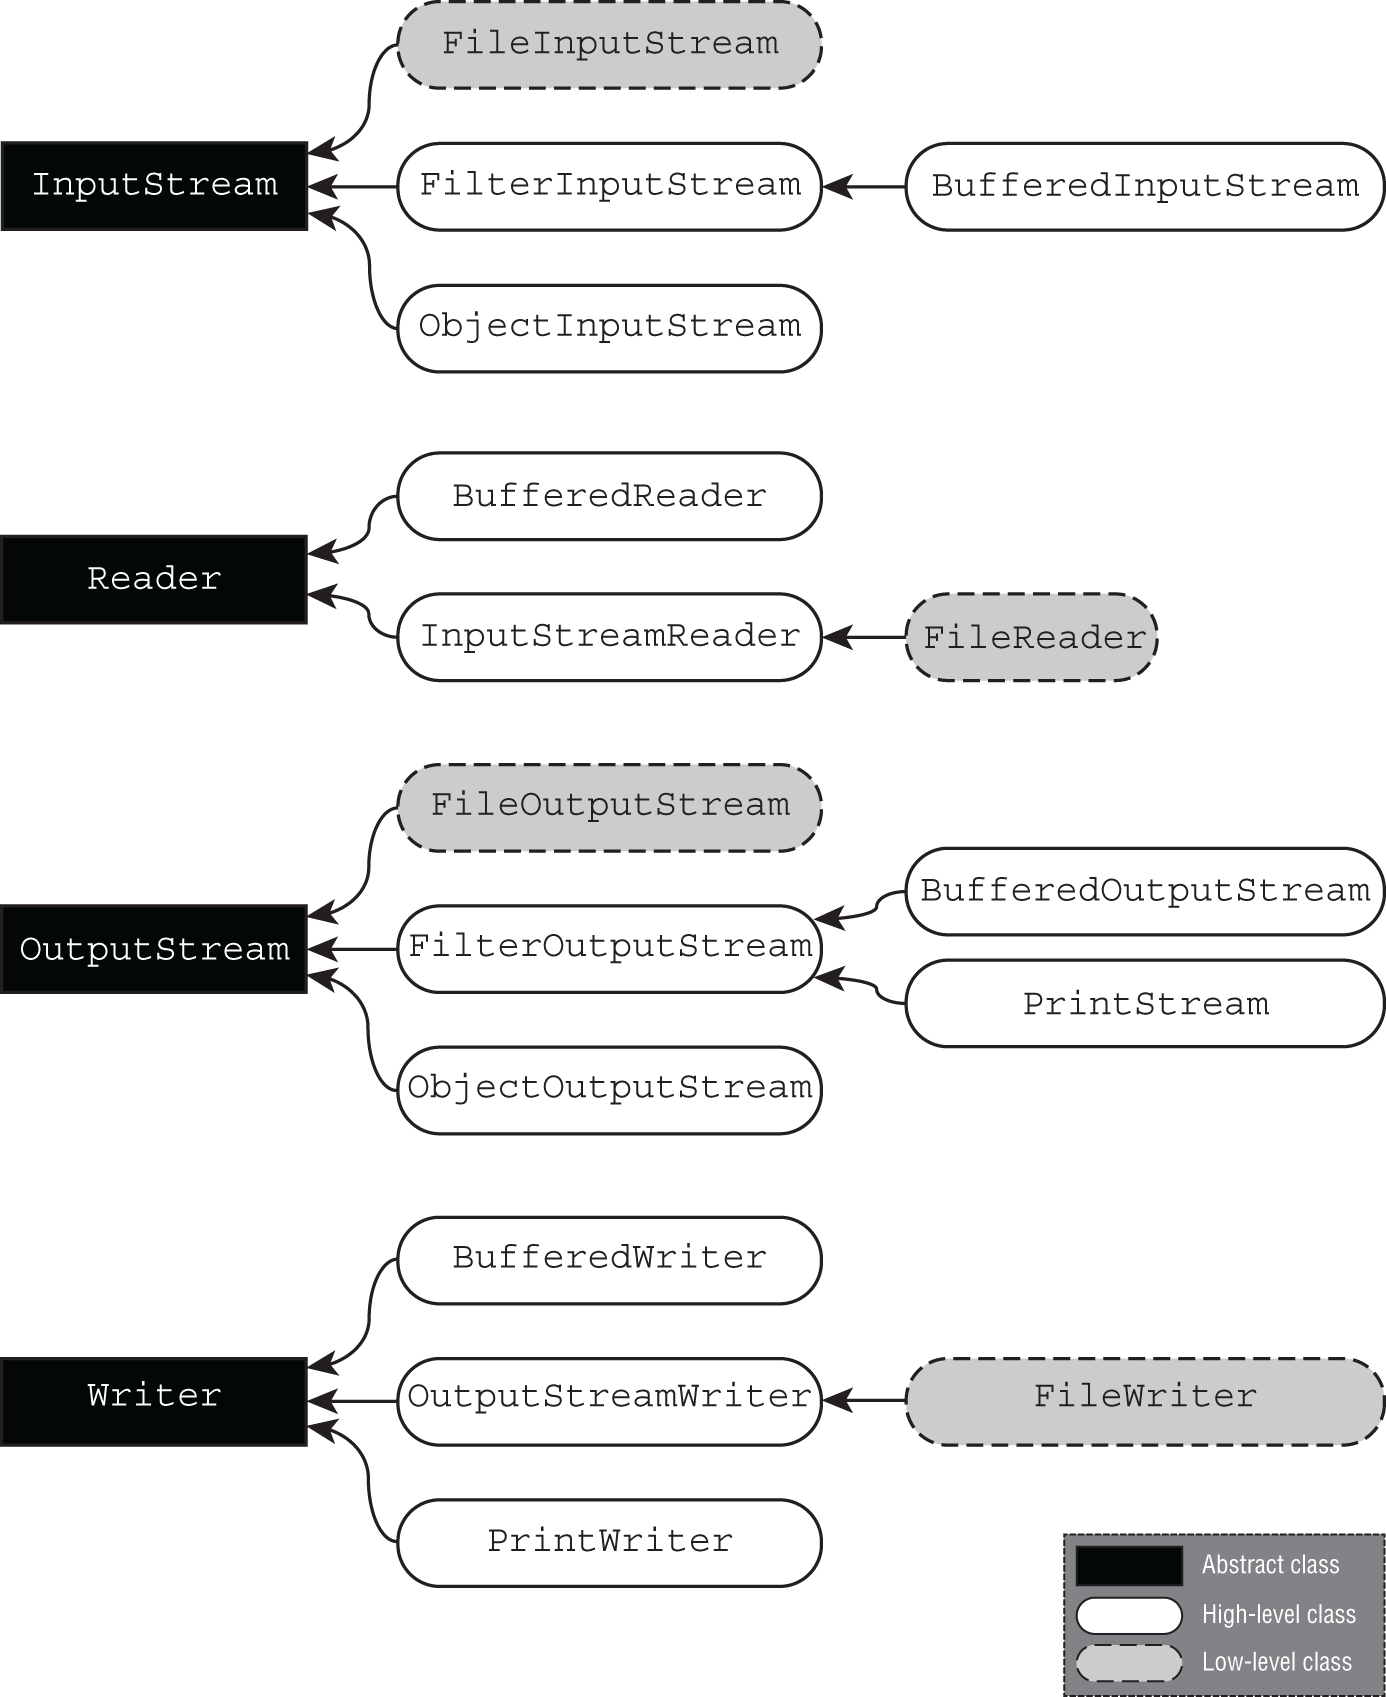 FileInputStream
InputStream
FilterInputStream
BufferedInputStream
ObjectInputStream
BufferedReader
Reader
InputStreamReader
FileReader
FileOutputStream
BufferedOutputStream
OutputStream
FilterOutputStream
PrintStream
ObjectOutputStream
BufferedWriter
Writer
OutputStreamWriter
FileWriter
PrintWriter
Abstract class
High-level class
Low-level class